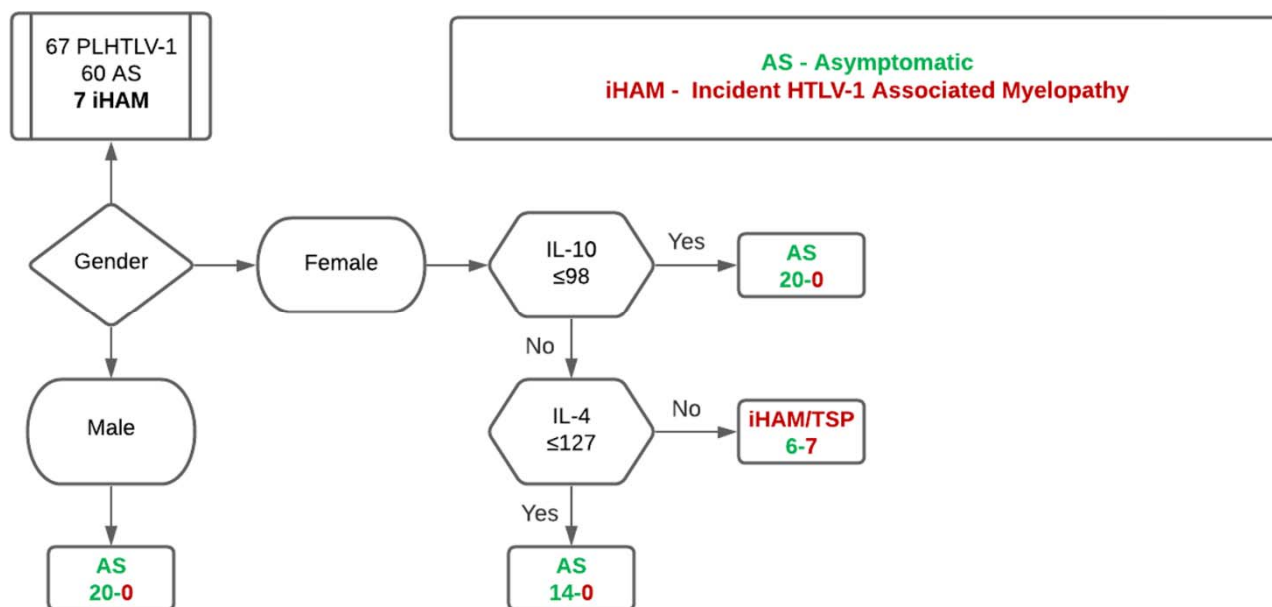 67 PLHTLV-1
60 AS
7 iHAM
AS - Asymptomatic
iHAM - Incident HTLV-1 Associated Myelopathy
Gender
Female
IL-10
≤98
Yes
AS
20-0
No
Male
IL-4
≤127
No
iHAM/TSP
6-7
Yes
AS
20-0
AS
14-0